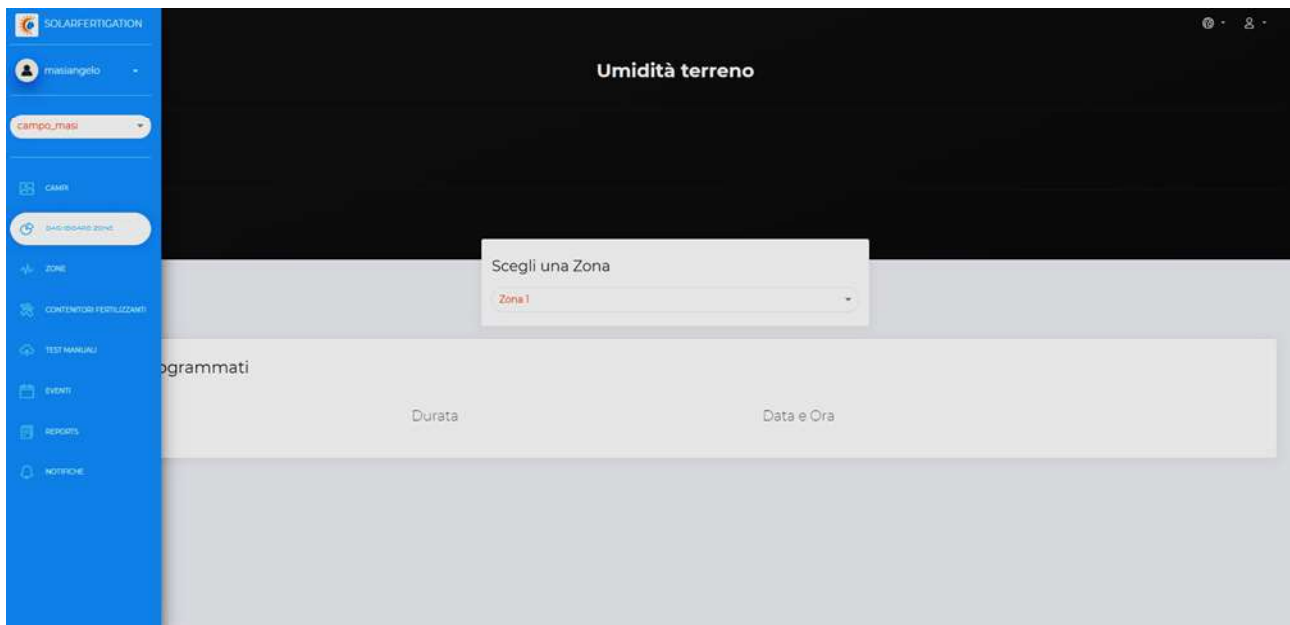 SOLARFERTIGATION
masiangelo
campo_masi
CAMPI
DASHBOARD ZONE
ZONE
CONTENITORI FERTILIZZANTI
TEST MANUALI
EVENTI
REPORTS
NOTIFICHE
Umidità terreno
Scegli una Zona
Zona 1
ogrammati
Durata
Data e Ora